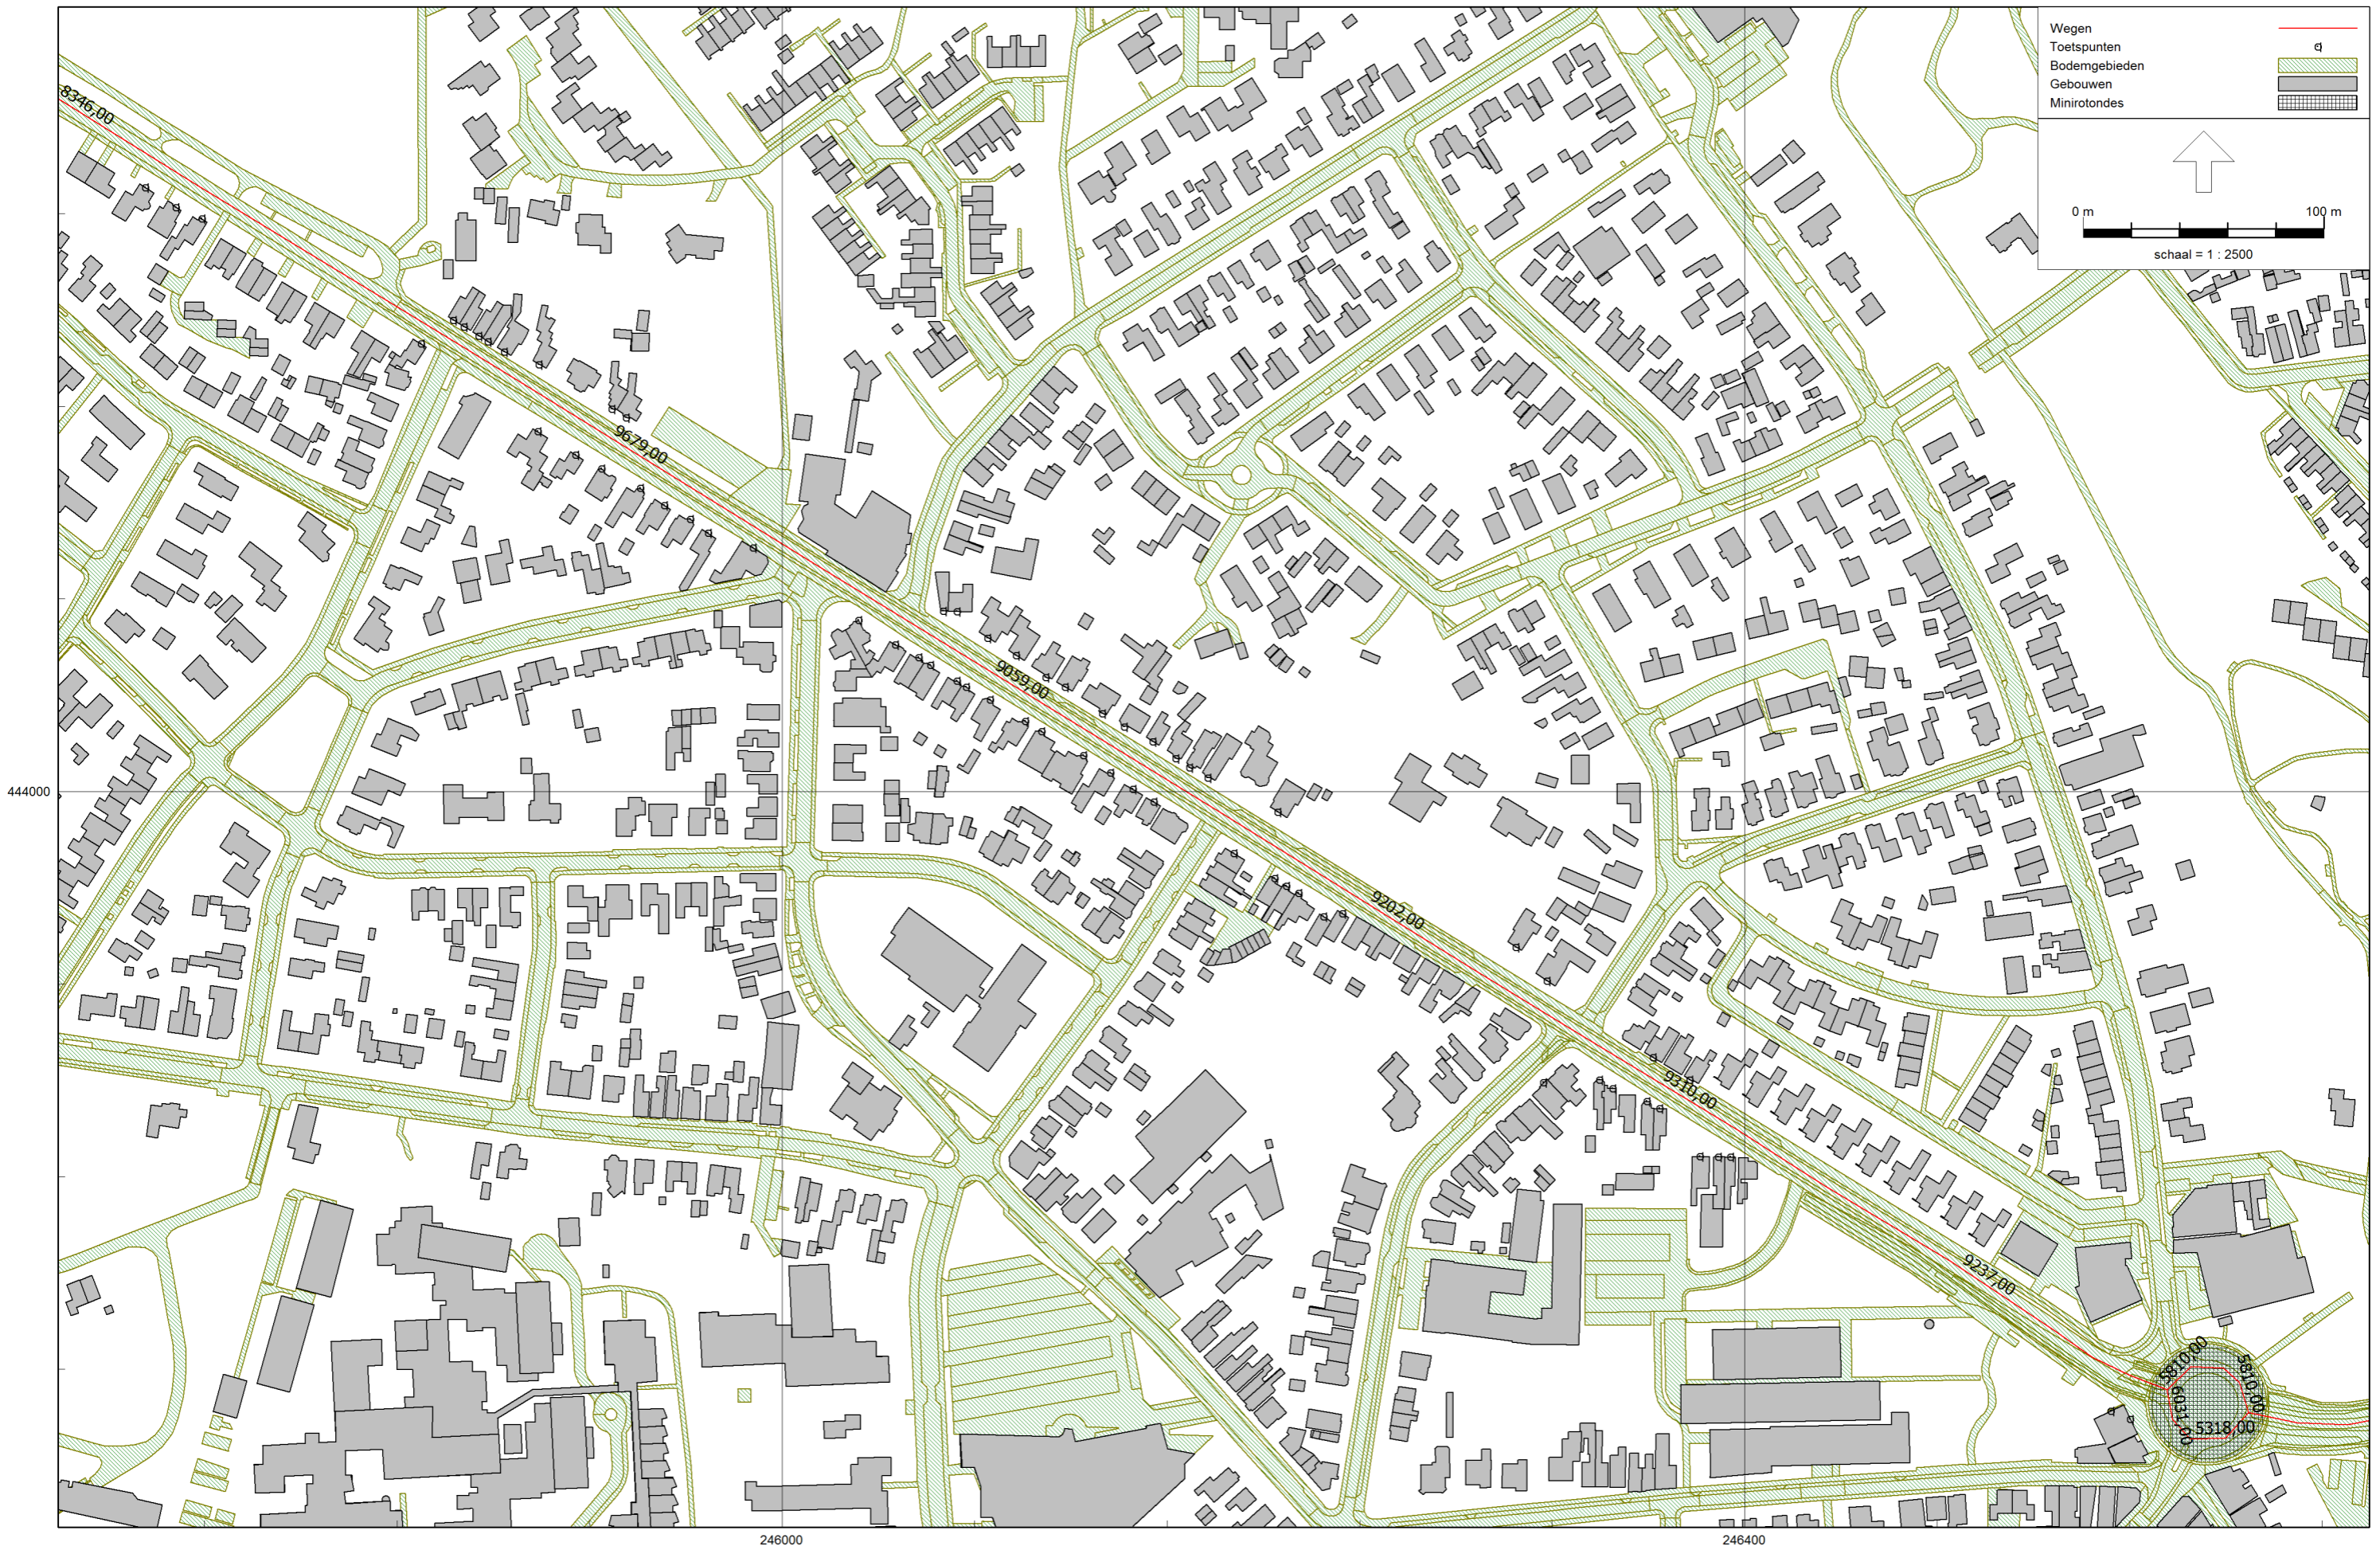 Wegen
Toetspunten
Bodemgebieden
Gebouwen
Minirotondes
0 m 100 m
schaal = 1 : 2500
8346,00
9679,00
9059,00
444000
9202,00
9310,00
9237,00
5810,00
5810,00
6031,00
5318,00
246000 246400